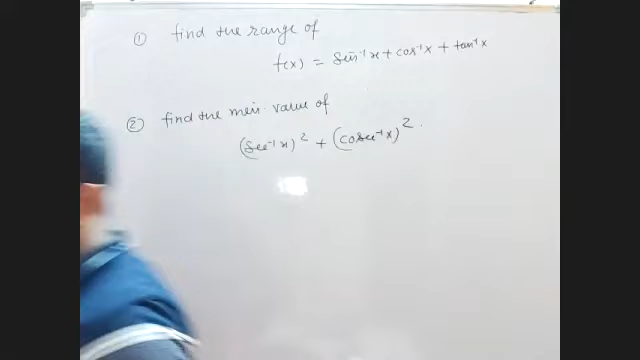 ① find the range of
f(x) = sin⁻¹x + cos⁻¹x + tan⁻¹x
② find the min. value of
(sec⁻¹x)² + (cosec⁻¹x)².